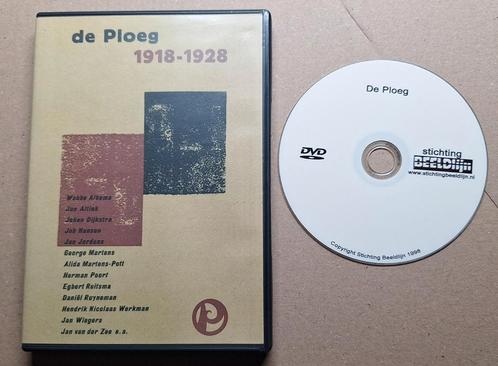 de Ploeg
1918-1928
Wobbe Alkema
Jan Altink
Johan Dijkstra
Job Hansen
Jan Jordens
George Martens
Alida Martens-Pott
Herman Poort
Egbert Reitsma
Daniël Ruyneman
Hendrik Nicolaas Werkman
Jan Wiegers
Jan van der Zee e.a.
De Ploeg
DVD
stichting
BEELDLIJN
www.stichtingbeeldlijn.nl
Copyright Stichting Beeldlijn 1998